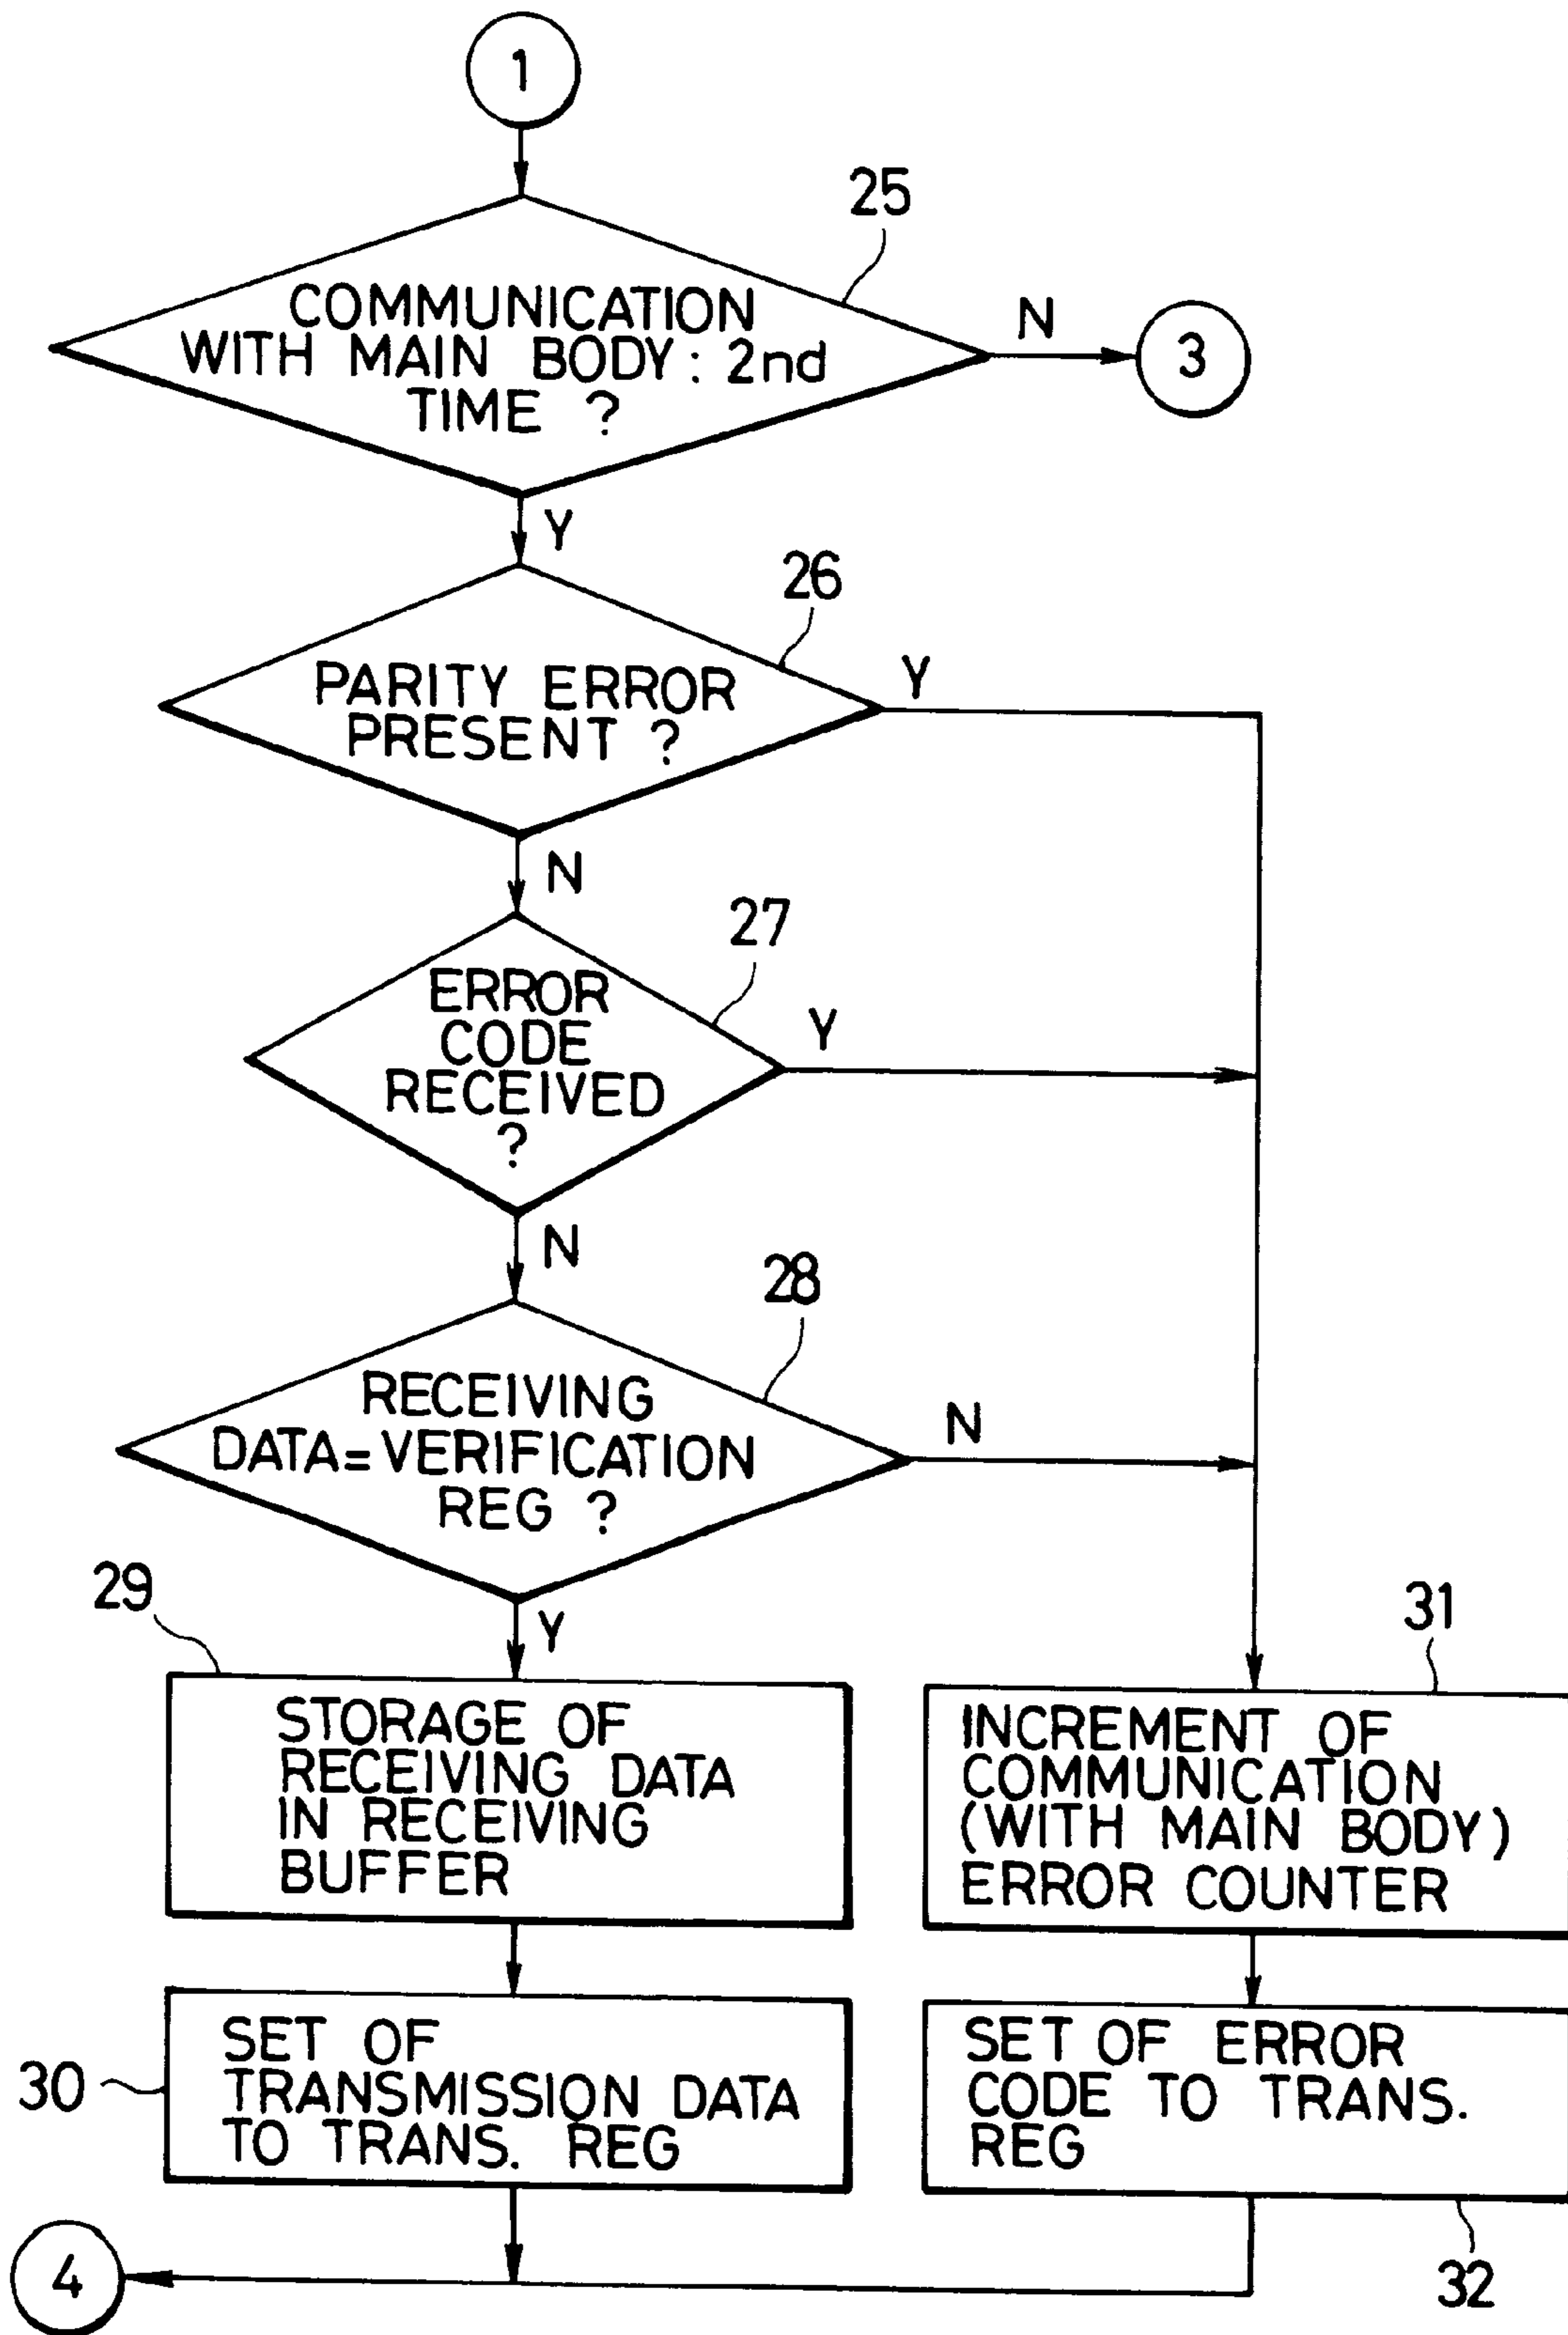 1
25
COMMUNICATION
WITH MAIN BODY: 2nd
TIME ?
N
3
Y
26
PARITY ERROR
PRESENT ?
Y
N
27
ERROR
CODE
RECEIVED
?
Y
N
28
RECEIVING
DATA=VERIFICATION
REG ?
N
Y
29
STORAGE OF
RECEIVING DATA
IN RECEIVING
BUFFER
31
INCREMENT OF
COMMUNICATION
(WITH MAIN BODY)
ERROR COUNTER
30
SET OF
TRANSMISSION DATA
TO TRANS. REG
SET OF ERROR
CODE TO TRANS.
REG
32
4